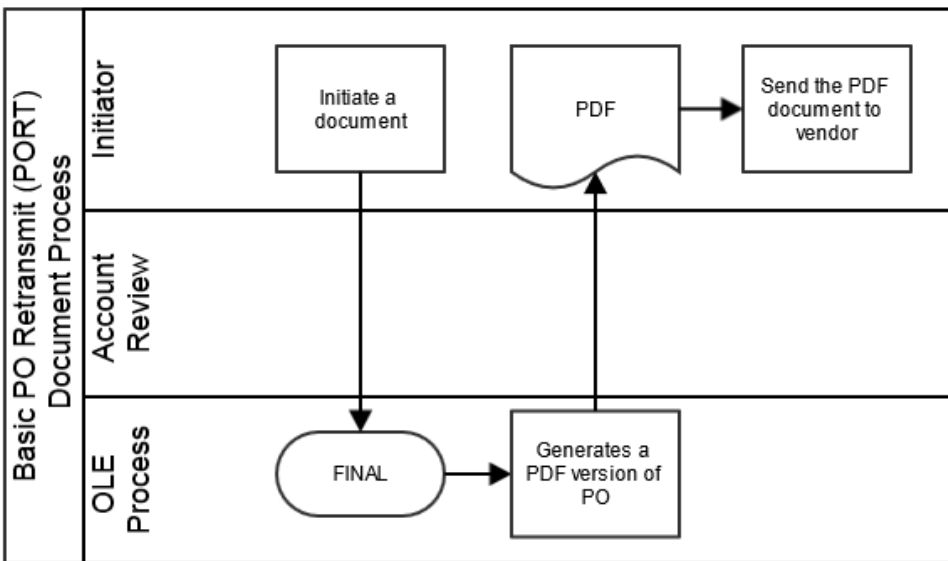 Basic PO Retransmit (PORT)
Document Process
Initiator
Initiate a
document
PDF
Send the PDF
document to
vendor
Account
Review
OLE
Process
FINAL
Generates a
PDF version of
PO